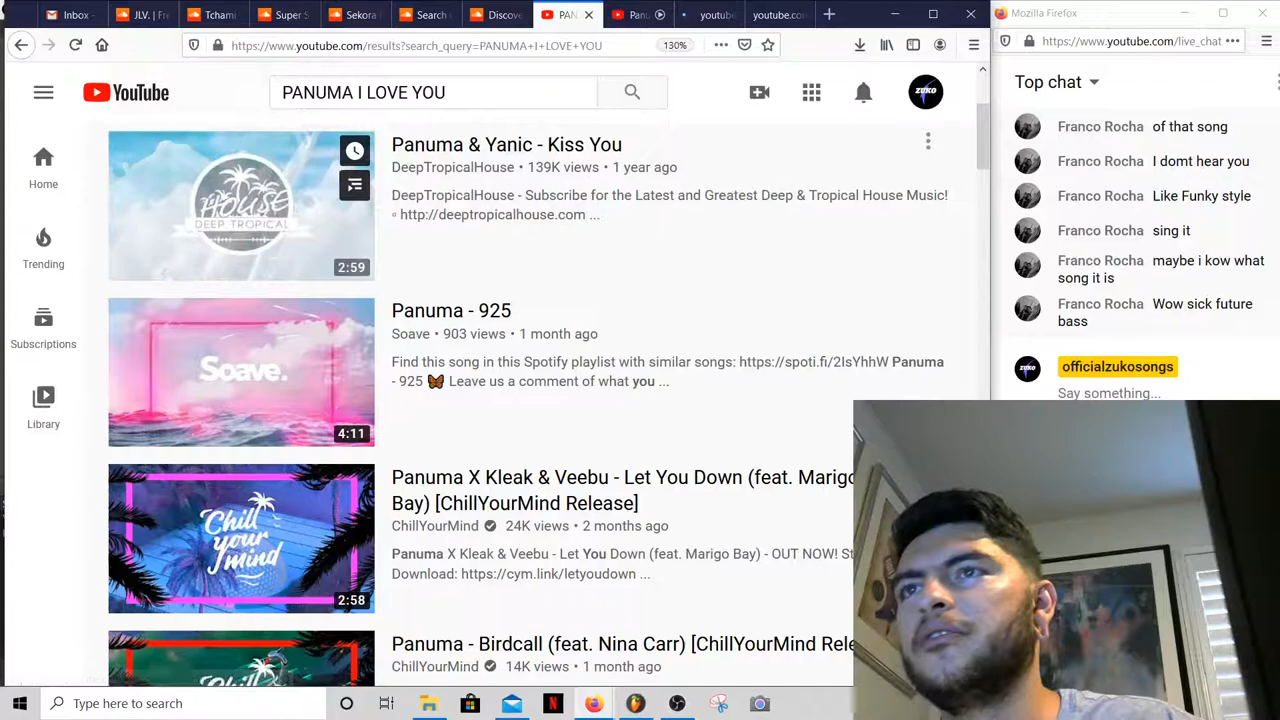 Inbox -
JLV. | Fre
Tchami
Super S
Sekora
Search
Discove
PAN
Panu
youtub
youtube.co
Mozilla Firefox
https://www.youtube.com/results?search_query=PANUMA+I+LOVE+YOU
130%
https://www.youtube.com/live_chat
YouTube
PANUMA I LOVE YOU
ZUKO
Top chat
Home
Trending
Subscriptions
Library
HOUSE
DEEP TROPICAL
2:59
Panuma & Yanic - Kiss You
DeepTropicalHouse • 139K views • 1 year ago
DeepTropicalHouse - Subscribe for the Latest and Greatest Deep & Tropical House Music!
▫ http://deeptropicalhouse.com ...
Soave.
4:11
Panuma - 925
Soave • 903 views • 1 month ago
Find this song in this Spotify playlist with similar songs: https://spoti.fi/2IsYhhW Panuma
- 925 🦋 Leave us a comment of what you ...
Chill
your
mind
2:58
Panuma X Kleak & Veebu - Let You Down (feat. Marigo
Bay) [ChillYourMind Release]
ChillYourMind 24K views • 2 months ago
Panuma X Kleak & Veebu - Let You Down (feat. Marigo Bay) - OUT NOW! St
Download: https://cym.link/letyoudown ...
Chill
Panuma - Birdcall (feat. Nina Carr) [ChillYourMind Rele
ChillYourMind 14K views • 1 month ago
Franco Rocha of that song
Franco Rocha I domt hear you
Franco Rocha Like Funky style
Franco Rocha sing it
Franco Rocha maybe i kow what
song it is
Franco Rocha Wow sick future
bass
ZUKO
officialzukosongs
Say something...
Type here to search